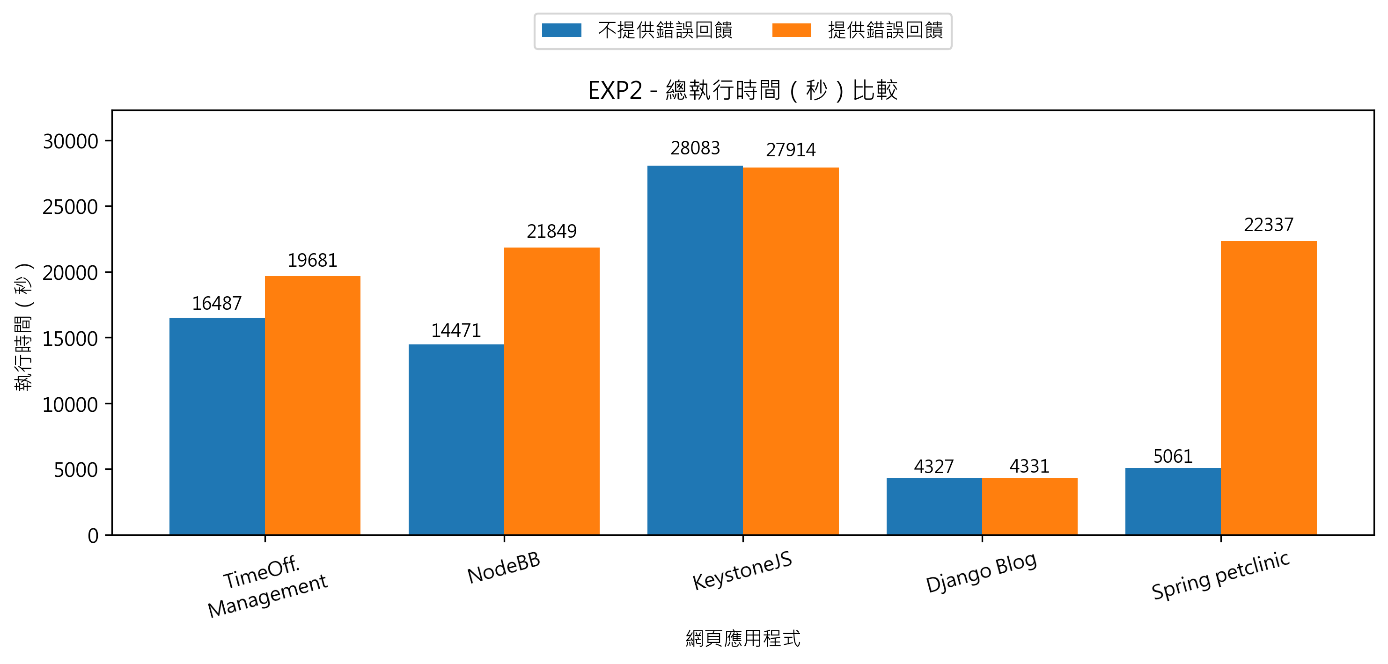 不提供錯誤回饋 提供錯誤回饋
EXP2 - 總執行時間（秒）比較
執行時間（秒）
30000
25000
20000
15000
10000
5000
0
16487 19681 14471 21849 28083 27914 4327 4331 5061 22337
TimeOff.
Management
NodeBB
KeystoneJS
Django Blog
Spring petclinic
網頁應用程式